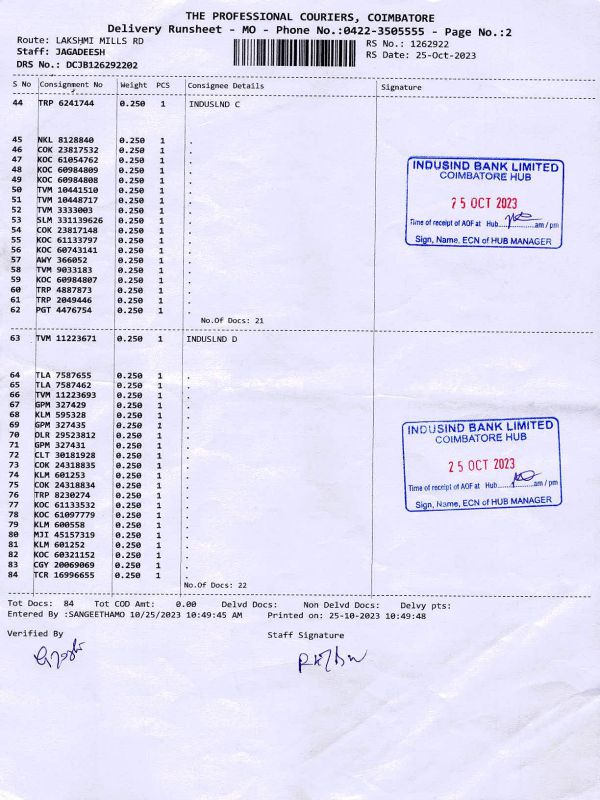 THE PROFESSIONAL COURIERS, COIMBATORE
Delivery Runsheet - MO - Phone No.:0422-3505555 - Page No.:2
Route: LAKSHMI MILLS RD
RS No.: 1262922
Staff: JAGADEESH
RS Date: 25-Oct-2023
DRS No.: DCJB126292202
S No Consignment No Weight PCS Consignee Details Signature
44 TRP 6241744 0.250 1 INDUSLND C
45 NKL 8128840 0.250 1 .
46 COK 23817532 0.250 1 .
47 KOC 61054762 0.250 1 .
48 KOC 60984809 0.250 1 .
49 KOC 60984808 0.250 1 .
50 TVM 10441510 0.250 1 .
51 TVM 10448717 0.250 1 .
52 TVM 3333003 0.250 1 .
53 SLM 331139626 0.250 1 .
54 COK 23817148 0.250 1 .
55 KOC 61133797 0.250 1 .
56 KOC 60743141 0.250 1 .
57 AWY 366052 0.250 1 .
58 TVM 9033183 0.250 1 .
59 KOC 60984807 0.250 1 .
60 TRP 4887873 0.250 1 .
61 TRP 2049446 0.250 1 .
62 PGT 4476754 0.250 1 .
No.Of Docs: 21
INDUSIND BANK LIMITED
COIMBATORE HUB
25 OCT 2023
Time of receipt of AOF at Hub..............am / pm
Sign, Name, ECN of HUB MANAGER
63 TVM 11223671 0.250 1 INDUSLND D
64 TLA 7587655 0.250 1 .
65 TLA 7587462 0.250 1 .
66 TVM 11223695 0.250 1 .
67 GPM 327429 0.250 1 .
68 KLM 595328 0.250 1 .
69 GPM 327435 0.250 1 .
70 DLR 29523812 0.250 1 .
71 GPM 327431 0.250 1 .
72 CLT 30181928 0.250 1 .
73 COK 24318835 0.250 1 .
74 KLM 601253 0.250 1 .
75 COK 24318834 0.250 1 .
76 TRP 8230274 0.250 1 .
77 KOC 61133532 0.250 1 .
78 KOC 61097779 0.250 1 .
79 KLM 600558 0.250 1 .
80 MJI 45157319 0.250 1 .
81 KLM 601252 0.250 1 .
82 KOC 60321152 0.250 1 .
83 CGY 20069069 0.250 1 .
84 TCR 16996655 0.250 1 .
No.Of Docs: 22
INDUSIND BANK LIMITED
COIMBATORE HUB
25 OCT 2023
Time of receipt of AOF at Hub..............am / pm
Sign, Name, ECN of HUB MANAGER
Tot Docs: 84 Tot COD Amt: 0.00 Delvd Docs: Non Delvd Docs: Delvy pts:
Entered By :SANGEETHAMO 10/25/2023 10:49:45 AM Printed on: 25-10-2023 10:49:48
Verified By Staff Signature